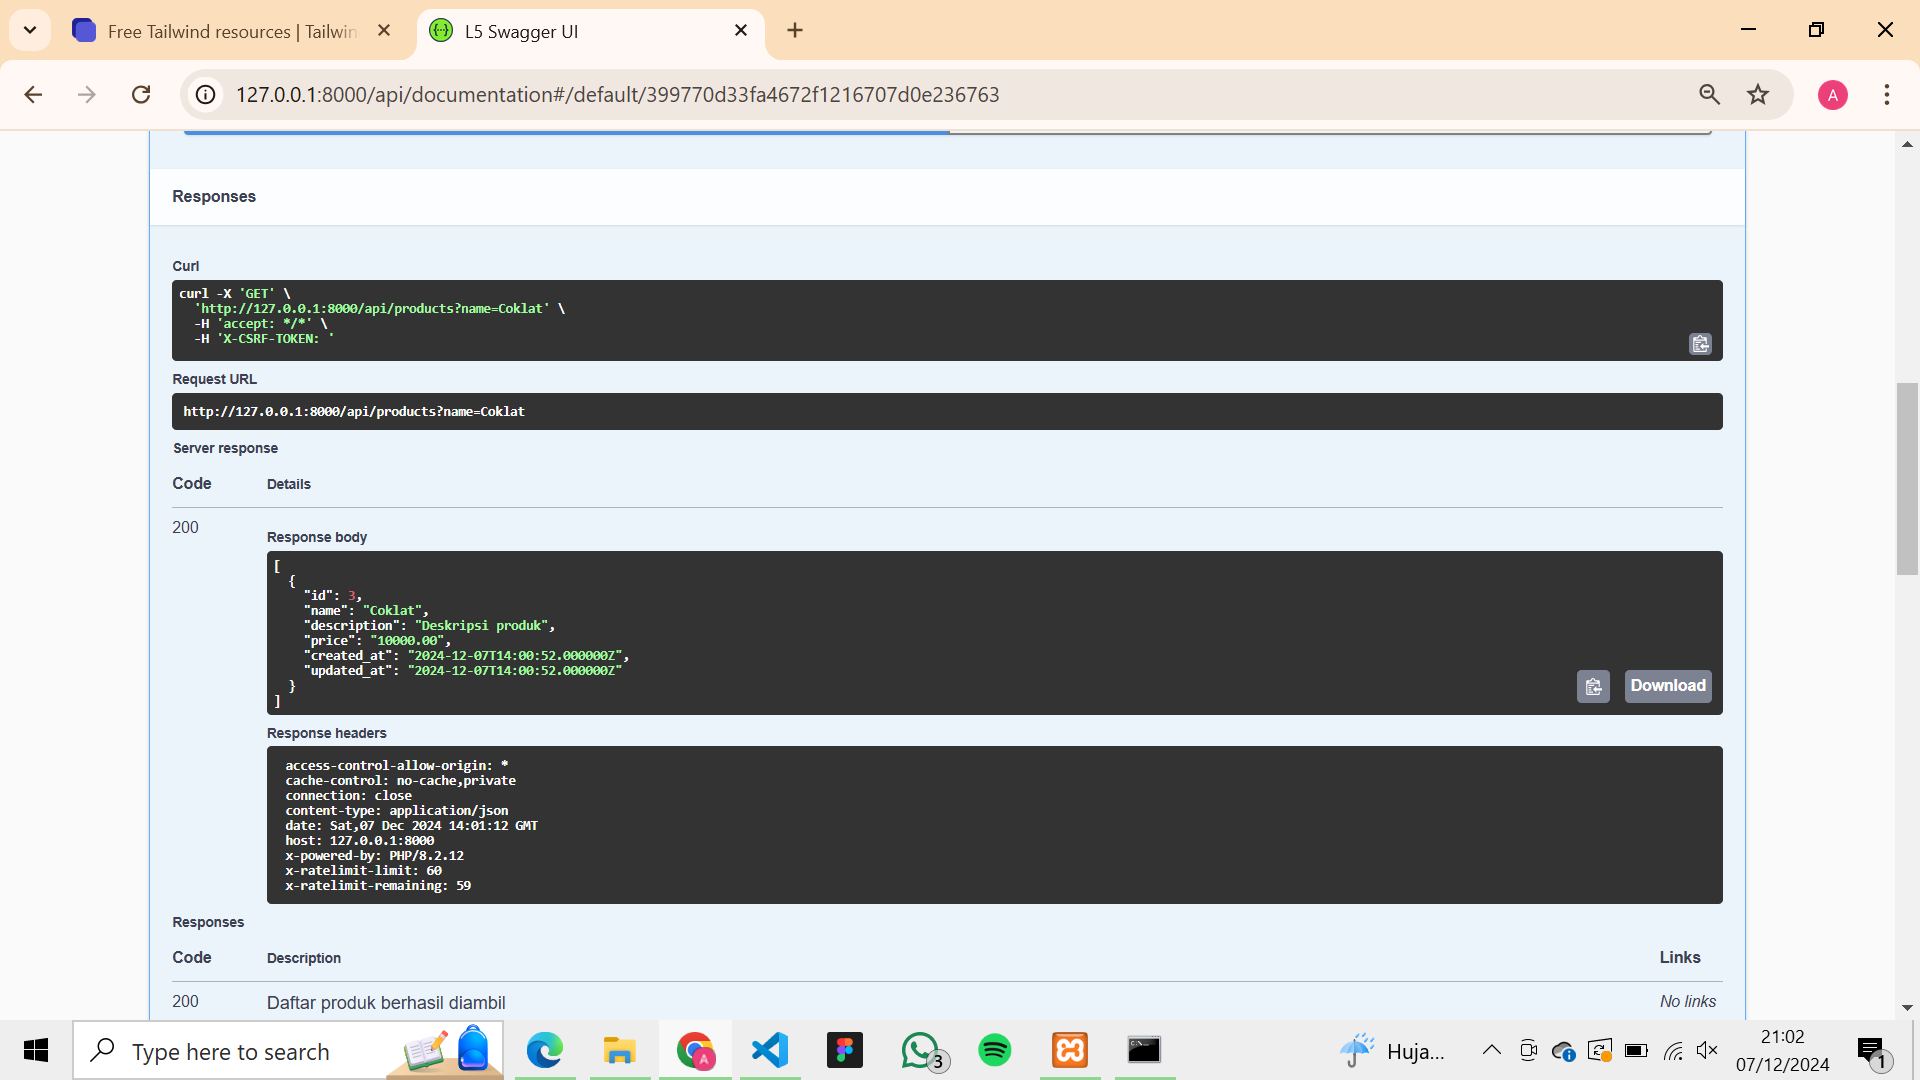 Free Tailwind resources | Tailwin
L5 Swagger UI
127.0.0.1:8000/api/documentation#/default/399770d33fa4672f1216707d0e236763
A
Responses
Curl
curl -X 'GET' \
'http://127.0.0.1:8000/api/products?name=Coklat' \
-H 'accept: */*' \
-H 'X-CSRF-TOKEN: '
Request URL
http://127.0.0.1:8000/api/products?name=Coklat
Server response
Code Details
200
Response body
[
{
"id": 3,
"name": "Coklat",
"description": "Deskripsi produk",
"price": "10000.00",
"created_at": "2024-12-07T14:00:52.000000Z",
"updated_at": "2024-12-07T14:00:52.000000Z"
}
]
Download
Response headers
access-control-allow-origin: *
cache-control: no-cache,private
connection: close
content-type: application/json
date: Sat,07 Dec 2024 14:01:12 GMT
host: 127.0.0.1:8000
x-powered-by: PHP/8.2.12
x-ratelimit-limit: 60
x-ratelimit-remaining: 59
Responses
Code Description Links
200 Daftar produk berhasil diambil No links
Type here to search
A
3
Huja...
21:02
07/12/2024
1